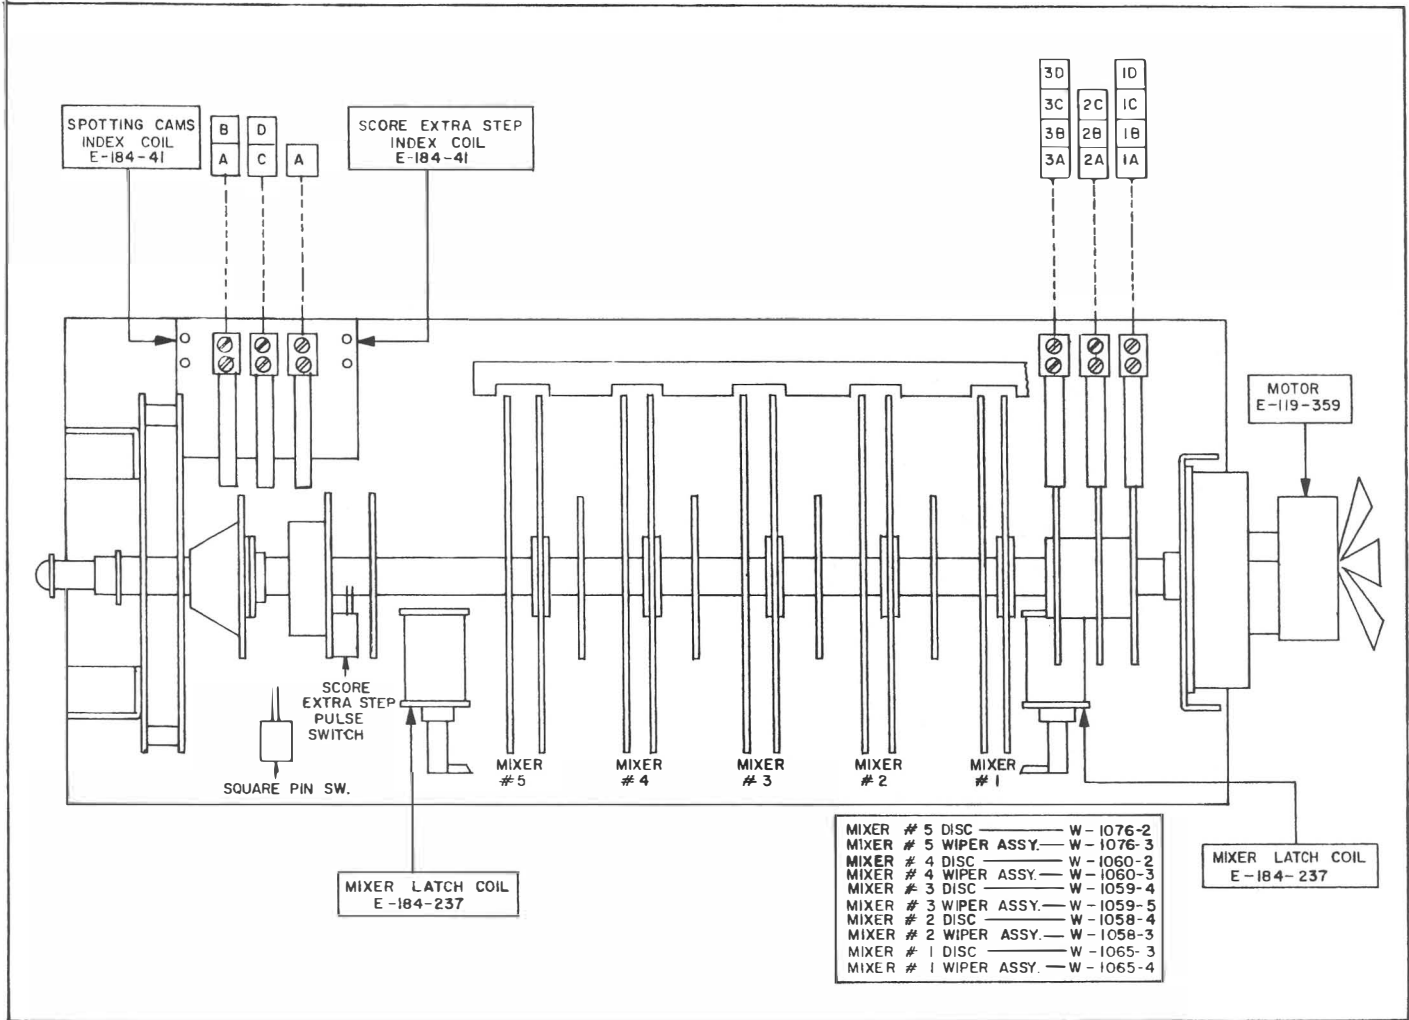 SPOTTING CAMS
INDEX COIL
E-184-41
B
A
D
C
A
SCORE EXTRA STEP
INDEX COIL
E-184-41
3D
3C
3B
3A
2C
2B
2A
1D
1C
1B
1A
MOTOR
E-119-359
SCORE
EXTRA STEP
PULSE
SWITCH
SQUARE PIN SW.
MIXER
#5
MIXER
#4
MIXER
#3
MIXER
#2
MIXER
#1
MIXER LATCH COIL
E-184-237
MIXER # 5 DISC — W-1076-2
MIXER # 5 WIPER ASSY. — W-1076-3
MIXER # 4 DISC — W-1060-2
MIXER # 4 WIPER ASSY. — W-1060-3
MIXER # 3 DISC — W-1059-4
MIXER # 3 WIPER ASSY. — W-1059-5
MIXER # 2 DISC — W-1058-4
MIXER # 2 WIPER ASSY. — W-1058-3
MIXER # 1 DISC — W-1065-3
MIXER # 1 WIPER ASSY. — W-1065-4
MIXER LATCH COIL
E-184-237